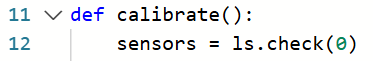 11 def calibrate():
12     sensors = ls.check(0)